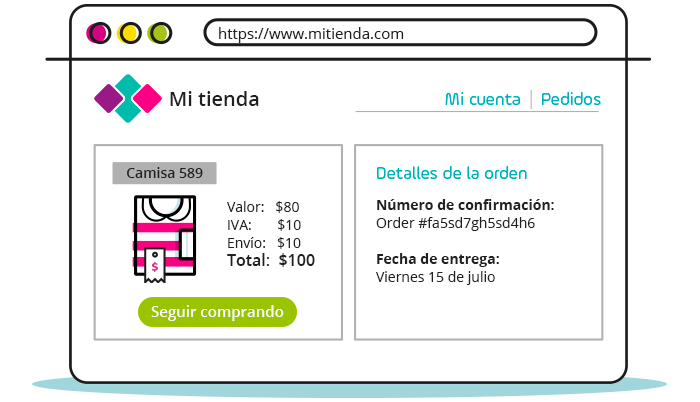 https://www.mitienda.com
Mi tienda
Mi cuenta
Pedidos
Camisa 589
Valor: $80
IVA: $10
Envío: $10
Total: $100
$
Seguir comprando
Detalles de la orden
Número de confirmación:
Order #fa5sd7gh5sd4h6
Fecha de entrega:
Viernes 15 de julio